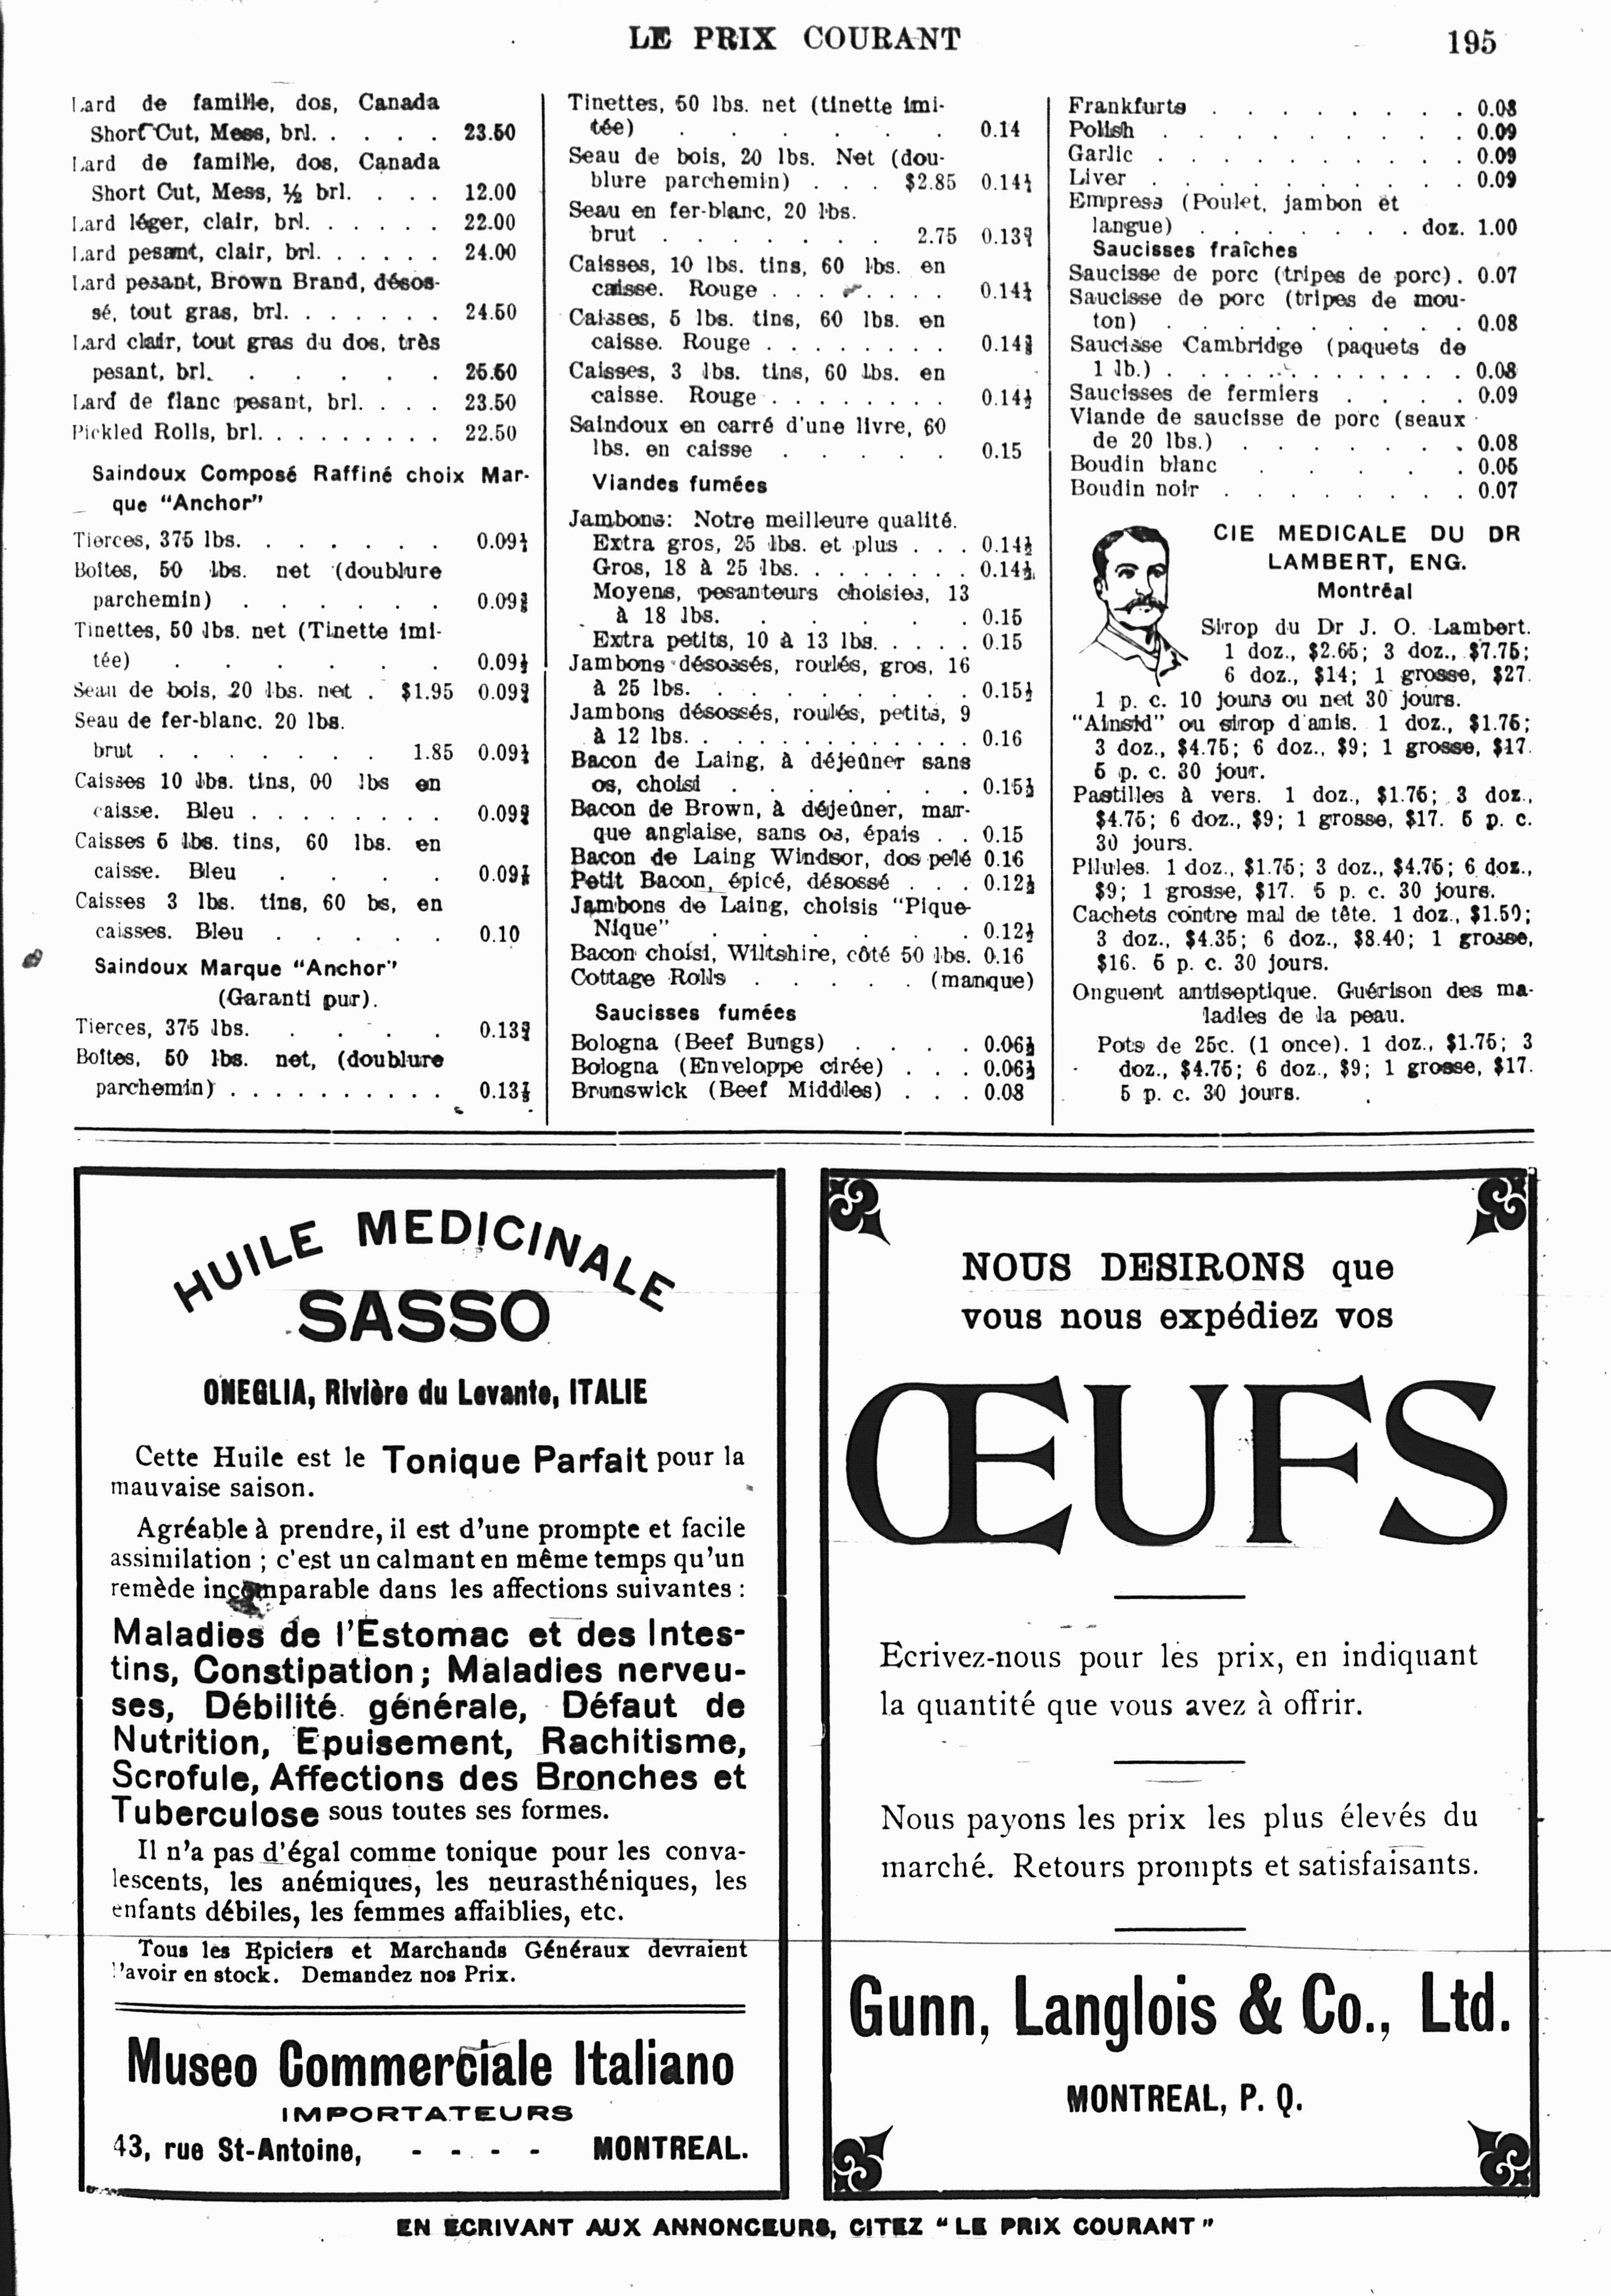 LE PRIX COURANT
195
Lard de famille, dos, Canada
Short Cut, Mess, brl. . . . . 23.50
Lard de famille, dos, Canada
Short Cut, Mess, ½ brl. . . . 12.00
Lard léger, clair, brl. . . . . . 22.00
Lard pesant, clair, brl. . . . . . 24.00
Lard pesant, Brown Brand, désos-
sé, tout gras, brl. . . . . . . 24.50
Lard clair, tout gras du dos, très
pesant, brl. . . . . . 25.50
Lard de flanc pesant, brl. . . . 23.50
Pickled Rolls, brl. . . . . . . . . 22.50
Saindoux Composé Raffiné choix Mar-
que "Anchor"
Tierces, 375 lbs. . . . . . . 0.09
Boîtes, 50 lbs. net (doublure
parchemin) . . . . . . 0.09
Tinettes, 50 lbs. net (Tinette imi-
tée) . . . . . . 0.09
Seau de bois, 20 lbs. net . $1.95 0.09
Seau de fer-blanc. 20 lbs.
brut . . . . . . . 1.85 0.09
Caisses 10 lbs. tins, 00 lbs en
caisse. Bleu . . . . . . . . 0.09
Caisses 5 lbs. tins, 60 lbs. en
caisse. Bleu . . . . 0.09
Caisses 3 lbs. tins, 60 bs, en
caisses. Bleu . . . . . 0.10
Saindoux Marque "Anchor"
(Garanti pur).
Tierces, 375 lbs. . . . . 0.13
Boîtes, 50 lbs. net, (doublure
parchemin) . . . . . . . . . . 0.13
Tinettes, 50 lbs. net (tinette imi-
tée) . . . . . . 0.14
Seau de bois, 20 lbs. Net (dou-
blure parchemin) . . . $2.85 0.14
Seau en fer-blanc, 20 lbs.
brut . . . . . . . 2.75 0.13
Caisses, 10 lbs. tins, 60 lbs. en
caisse. Rouge . . . . . . . 0.14
Caisses, 5 lbs. tins, 60 lbs. en
caisse. Rouge . . . . . . . . 0.14
Caisses, 3 lbs. tins, 60 lbs. en
caisse. Rouge . . . . . . . . 0.14½
Saindoux en carré d'une livre, 60
lbs. en caisse . . . . . 0.15
Viandes fumées
Jambons: Notre meilleure qualité.
Extra gros, 25 lbs. et plus . . . 0.14½
Gros, 18 à 25 lbs. . . . . . . . 0.14½
Moyens, pesanteurs choisies, 13
à 18 lbs. . . . . . . 0.15
Extra petits, 10 à 13 lbs. . . . . 0.15
Jambons désossés, roulés, gros, 16
à 25 lbs. . . . . . . . . 0.15½
Jambons désossés, roulés, petits, 9
à 12 lbs. . . . . . . . . . . . . 0.16
Bacon de Laing, à déjeûner sans
os, choisi . . . . . . . 0.15½
Bacon de Brown, à déjeûner, mar-
que anglaise, sans os, épais . . 0.15
Bacon de Laing Windsor, dos pelé 0.16
Petit Bacon, épicé, désossé . . . 0.12½
Jambons de Laing, choisis "Pique-
Nique" . . . . . . . 0.12½
Bacon choisi, Wiltshire, côté 50 lbs. 0.16
Cottage Rolls . . . . . (manque)
Saucisses fumées
Bologna (Beef Bungs) . . . . 0.06½
Bologna (Enveloppe cirée) . . . 0.06½
Brunswick (Beef Middles) . . . 0.08
Frankfurts . . . . . . . . 0.08
Polish . . . . . . . . . 0.09
Garlic . . . . . . . . . 0.09
Liver . . . . . . . . . 0.09
Empress (Poulet, jambon et
langue) . . . . . . . doz. 1.00
Saucisses fraîches
Saucisse de porc (tripes de porc). 0.07
Saucisse de porc (tripes de mou-
ton) . . . . . . . . . 0.08
Saucisse Cambridge (paquets de
1 lb.) . . . . . . . . . . . . 0.08
Saucisses de fermiers . . . . 0.09
Viande de saucisse de porc (seaux
de 20 lbs.) . . . . . . . 0.08
Boudin blanc . . . . . 0.05
Boudin noir . . . . . . . 0.07
CIE MEDICALE DU DR
LAMBERT, ENG.
Montréal
Sirop du Dr J. O. Lambert.
1 doz., $2.65; 3 doz., $7.75;
6 doz., $14; 1 grosse, $27.
1 p. c. 10 jours ou net 30 jours.
"Ainsid" ou sirop d'anis. 1 doz., $1.75;
3 doz., $4.75; 6 doz., $9; 1 grosse, $17.
5 p. c. 30 jour.
Pastilles à vers. 1 doz., $1.75; 3 doz.,
$4.75; 6 doz., $9; 1 grosse, $17. 5 p. c.
30 jours.
Pilules. 1 doz., $1.75; 3 doz., $4.75; 6 doz.,
$9; 1 grosse, $17. 5 p. c. 30 jours.
Cachets contre mal de tête. 1 doz., $1.50;
3 doz., $4.35; 6 doz., $8.40; 1 grosse,
$16. 5 p. c. 30 jours.
Onguent antiseptique. Guérison des ma-
ladies de la peau.
Pots de 25c. (1 once). 1 doz., $1.75; 3
doz., $4.75; 6 doz., $9; 1 grosse, $17.
5 p. c. 30 jours.
HUILE MEDICINALE
SASSO
ONEGLIA, Rivière du Levante, ITALIE
Cette Huile est le Tonique Parfait pour la
mauvaise saison.
Agréable à prendre, il est d'une prompte et facile
assimilation ; c'est un calmant en même temps qu'un
remède incomparable dans les affections suivantes :
Maladies de l'Estomac et des Intes-
tins, Constipation; Maladies nerveu-
ses, Débilité générale, Défaut de
Nutrition, Epuisement, Rachitisme,
Scrofule, Affections des Bronches et
Tuberculose sous toutes ses formes.
Il n'a pas d'égal comme tonique pour les conva-
lescents, les anémiques, les neurasthéniques, les
enfants débiles, les femmes affaiblies, etc.
Tous les Epiciers et Marchands Généraux devraient
l'avoir en stock. Demandez nos Prix.
Museo Commerciale Italiano
IMPORTATEURS
43, rue St-Antoine, - - - - MONTREAL.
NOUS DESIRONS que
vous nous expédiez vos
ŒUFS
Ecrivez-nous pour les prix, en indiquant
la quantité que vous avez à offrir.
Nous payons les prix les plus élevés du
marché. Retours prompts et satisfaisants.
Gunn, Langlois & Co., Ltd.
MONTREAL, P. Q.
EN ECRIVANT AUX ANNONCEURS, CITEZ "LE PRIX COURANT"